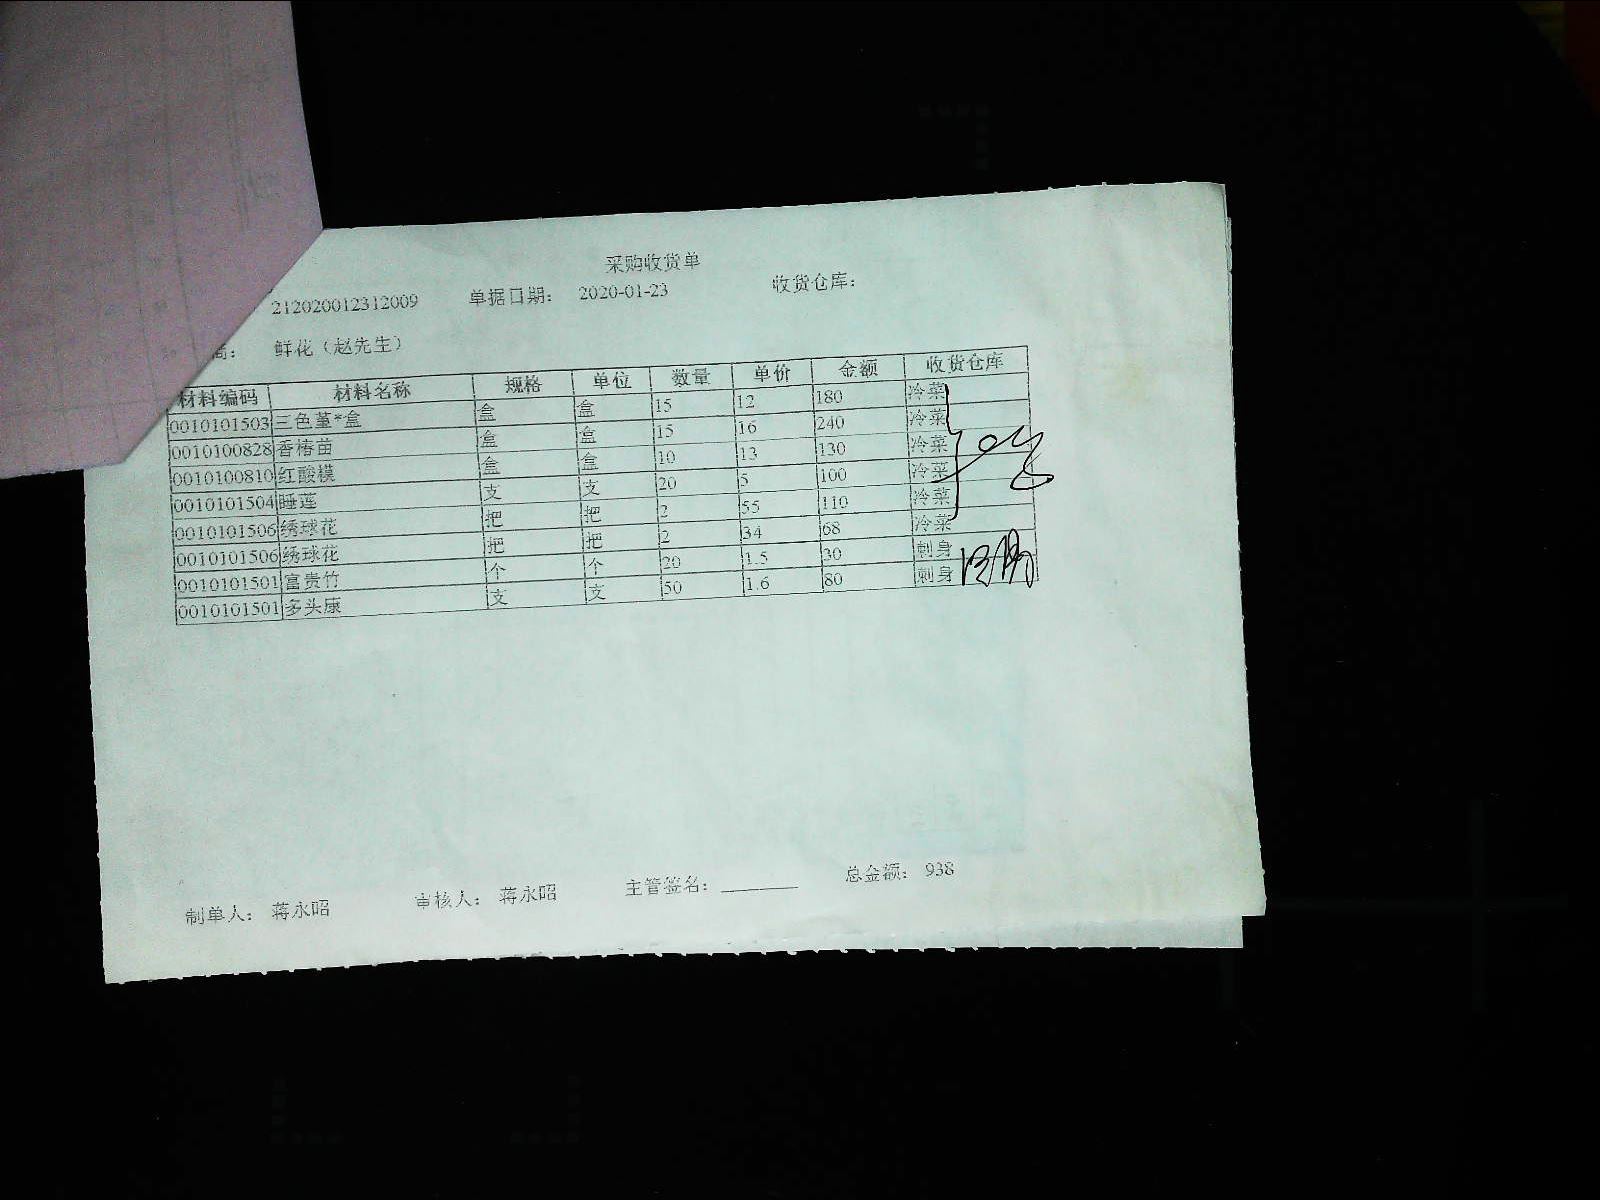 采购收货单
212020012312009 单据日期： 2020-01-23 收货仓库：
商： 鲜花（赵先生）
材料编码 材料名称 规格 单位 数量 单价 金额 收货仓库
0010101503 三色堇*盒 盒 盒 15 12 180 冷菜
0010100828 香椿苗 盒 盒 15 16 240 冷菜
0010100810 红酸模 盒 盒 10 13 130 冷菜
0010101504 睡莲 支 支 20 5 100 冷菜
0010101506 绣球花 把 把 2 55 110 冷菜
0010101506 绣球花 把 把 2 34 68 冷菜
0010101501 富贵竹 个 个 20 1.5 30 刺身
0010101501 多头康 支 支 50 1.6 80 刺身
制单人： 蒋永昭 审核人： 蒋永昭 主管签名： 总金额： 938